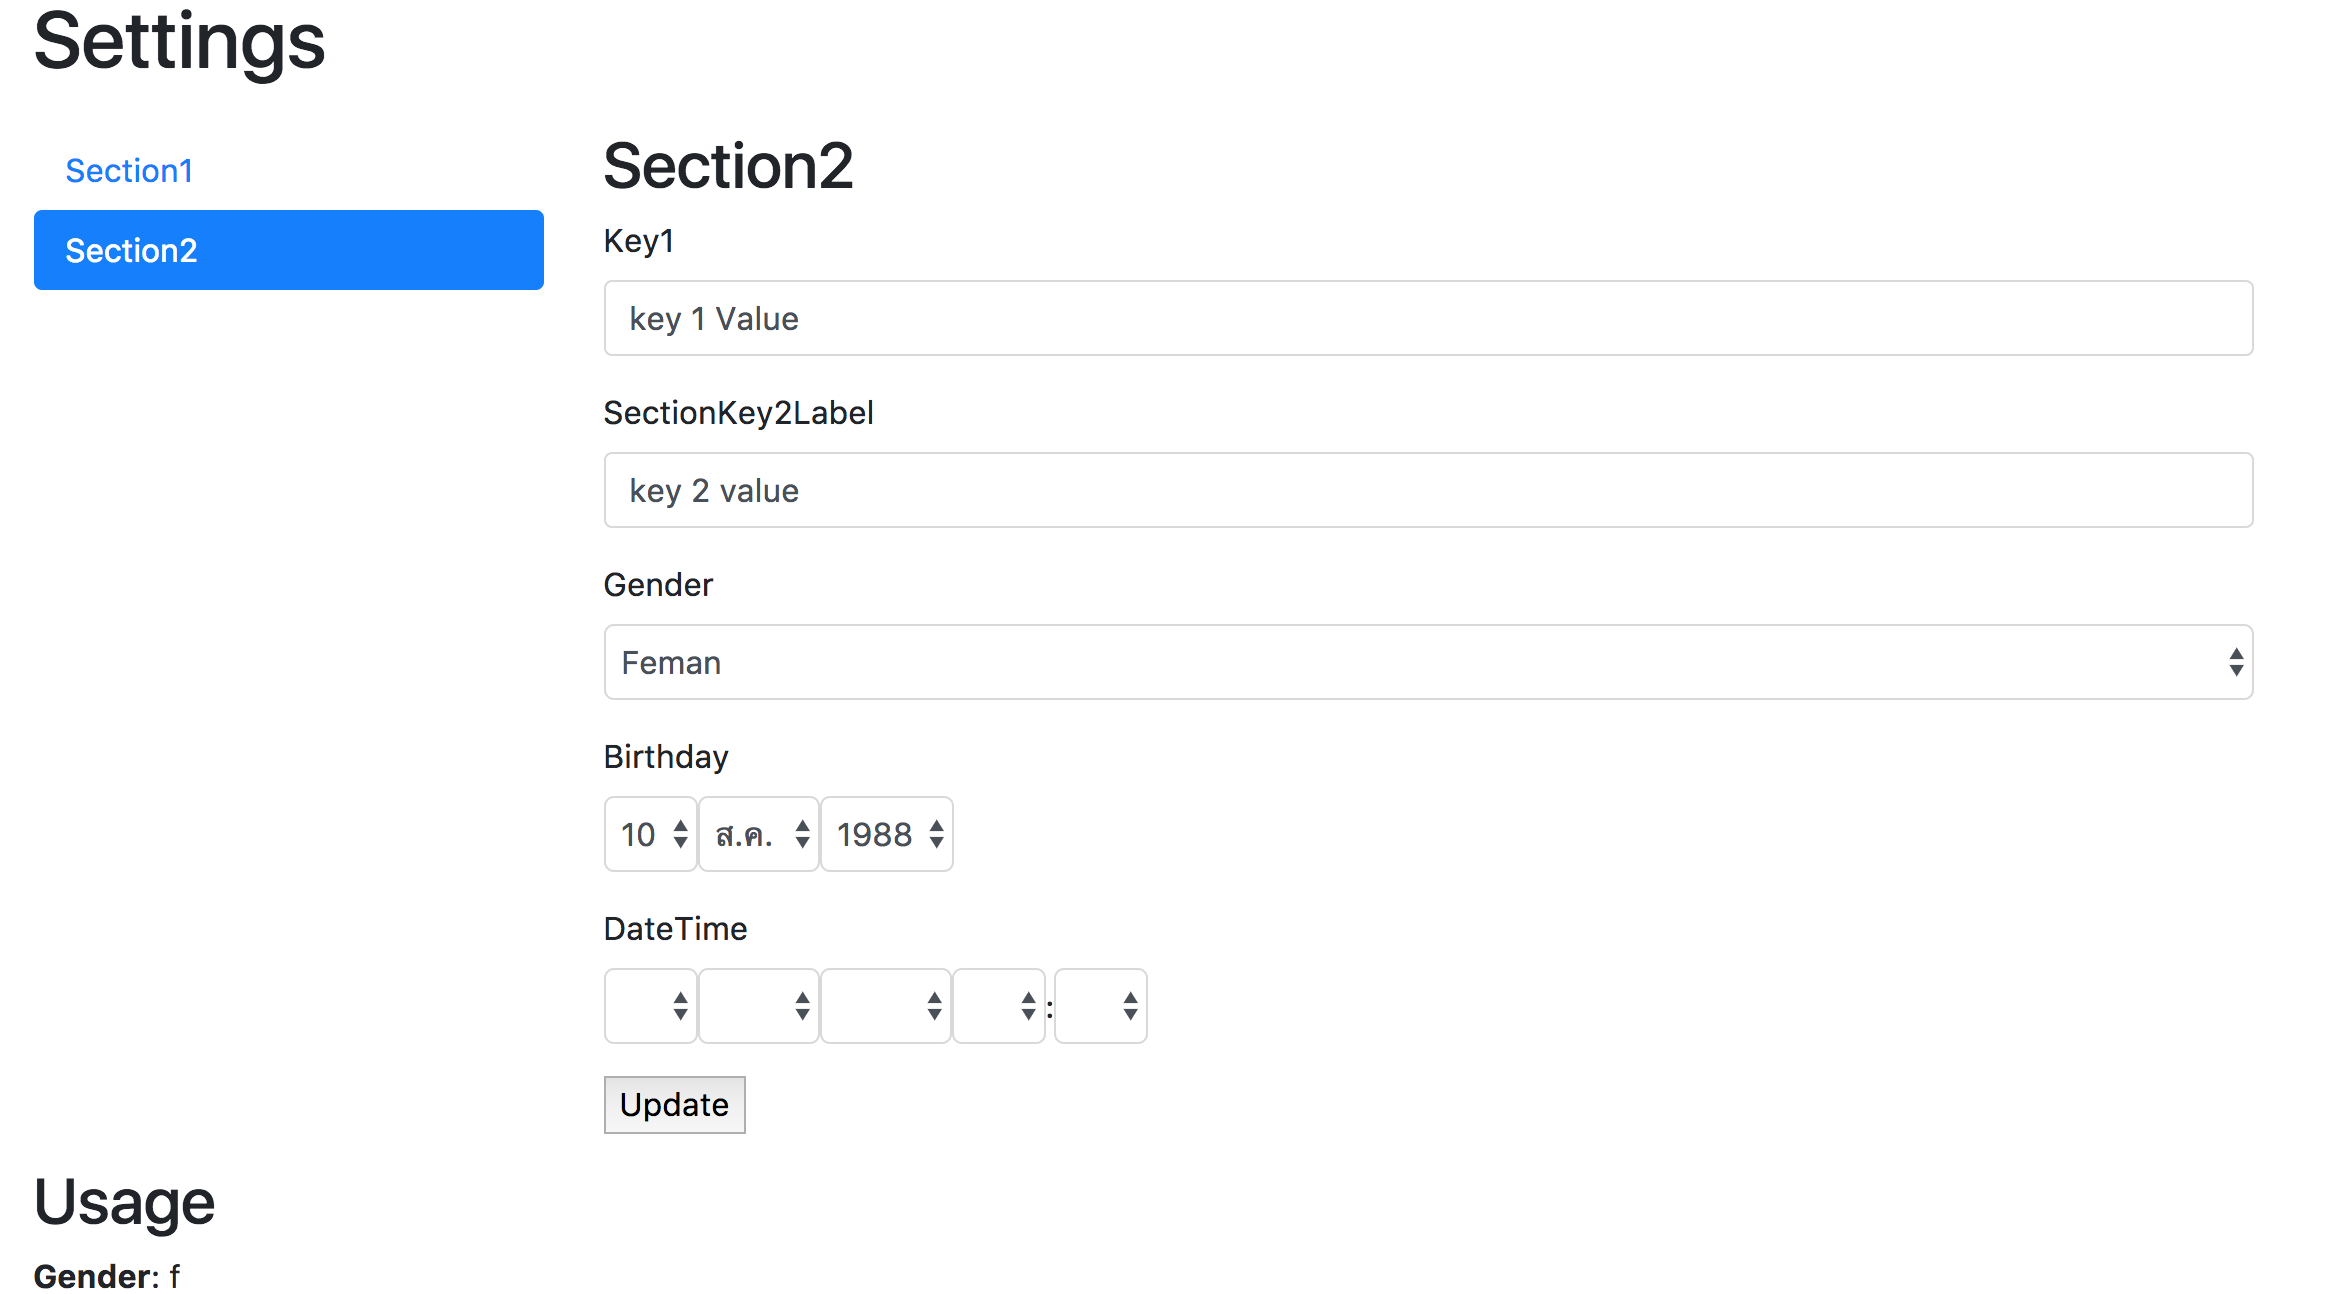 Settings
Section1
Section2
Section2
Key1
key 1 Value
SectionKey2Label
key 2 value
Gender
Feman
Birthday
10 ส.ค. 1988
DateTime
:
Update
Usage
Gender: f